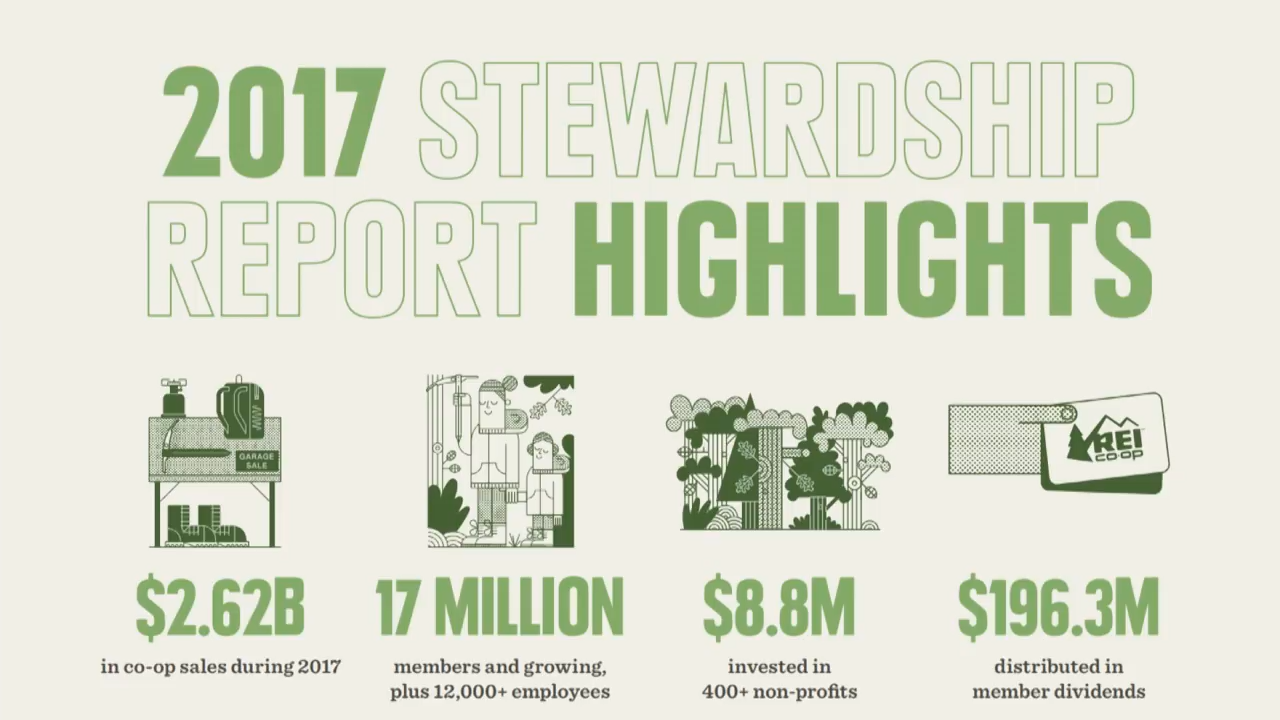 2017 STEWARDSHIP
REPORT HIGHLIGHTS
GARAGE
SALE
REI
CO·OP
$2.62B
in co-op sales during 2017
17 MILLION
members and growing,
plus 12,000+ employees
$8.8M
invested in
400+ non-profits
$196.3M
distributed in
member dividends